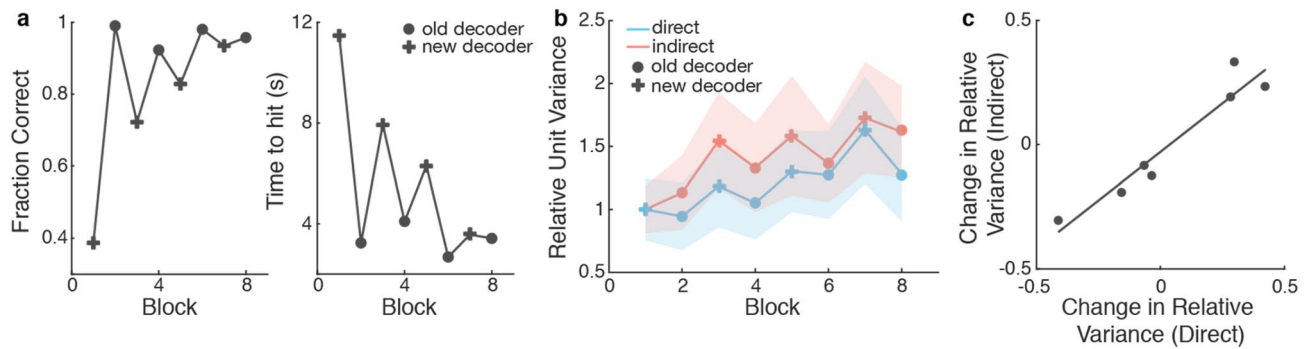 a
Fraction Correct
1
0.8
0.6
0.4
0 4 8
Block
Time to hit (s)
12
8
4
0 4 8
Block
old decoder
new decoder
b
Relative Unit Variance
2.5
2
1.5
1
0.5
0 2 4 6 8
Block
direct
indirect
old decoder
new decoder
c
Change in Relative
Variance (Indirect)
0.5
0
-0.5
-0.5 0 0.5
Change in Relative
Variance (Direct)